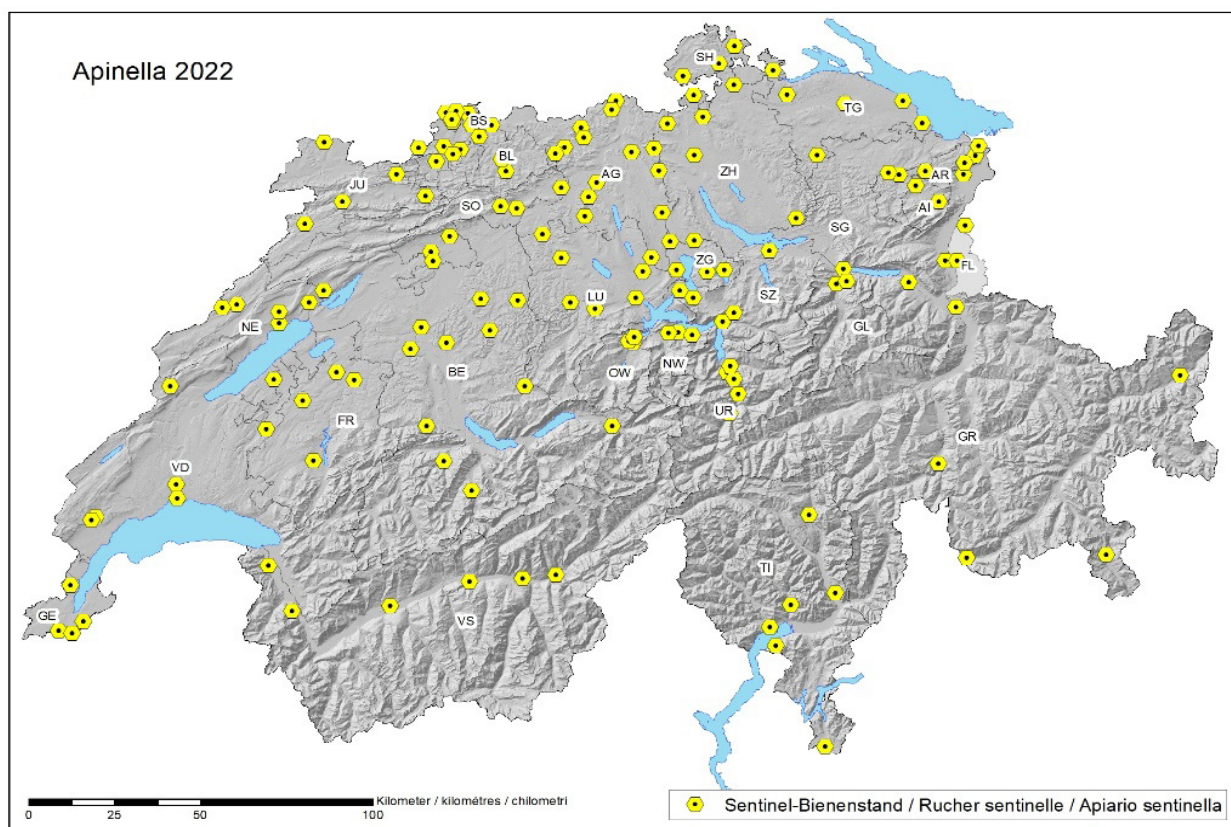 Apinella 2022
SH
TG
BS
BL
JU
AG
ZH
AR
AI
SO
SG
FL
ZG
SZ
LU
NE
GL
BE
OW
NW
UR
FR
GR
VD
TI
GE
VS
Kilometer / kilométres / chilometri
0 25 50 100
Sentinel-Bienenstand / Rucher sentinelle / Apiario sentinella